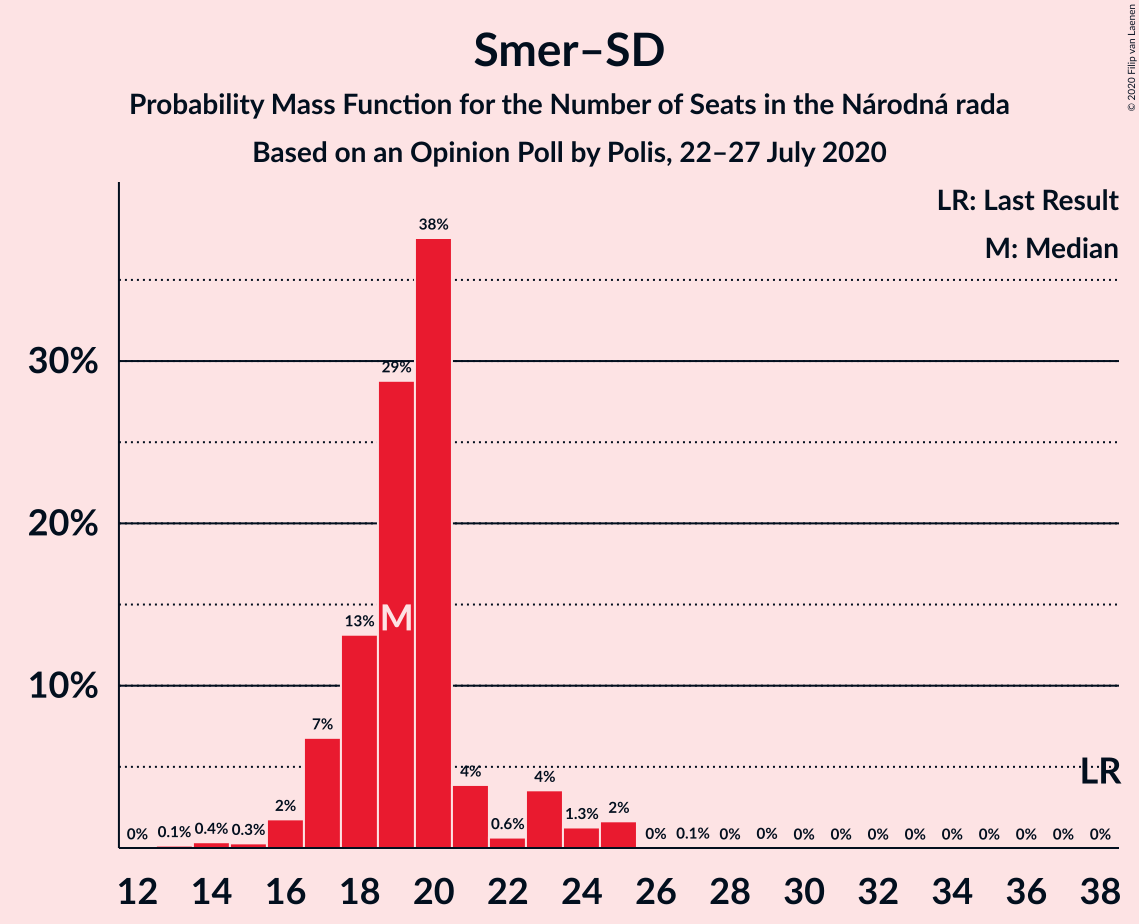 Smer–SD
Probability Mass Function for the Number of Seats in the Národná rada
Based on an Opinion Poll by Polis, 22–27 July 2020
© 2020 Filip van Laenen
LR: Last Result
M: Median
38%
30%
29%
20%
M
13%
10%
7%
4%
4%
LR
2%
2%
1.3%
0.6%
0% 0.1% 0.4% 0.3% 0% 0.1% 0% 0% 0% 0% 0% 0% 0% 0% 0% 0% 0%
12 14 16 18 20 22 24 26 28 30 32 34 36 38